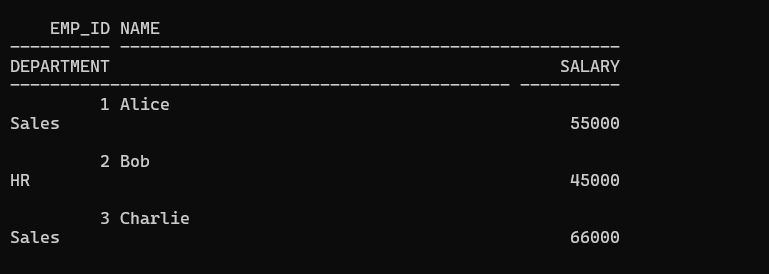 EMP_ID NAME
---------- --------------------------------------------------
DEPARTMENT                                             SALARY
-------------------------------------------------- ----------
         1 Alice
Sales                                                   55000

         2 Bob
HR                                                      45000

         3 Charlie
Sales                                                   66000